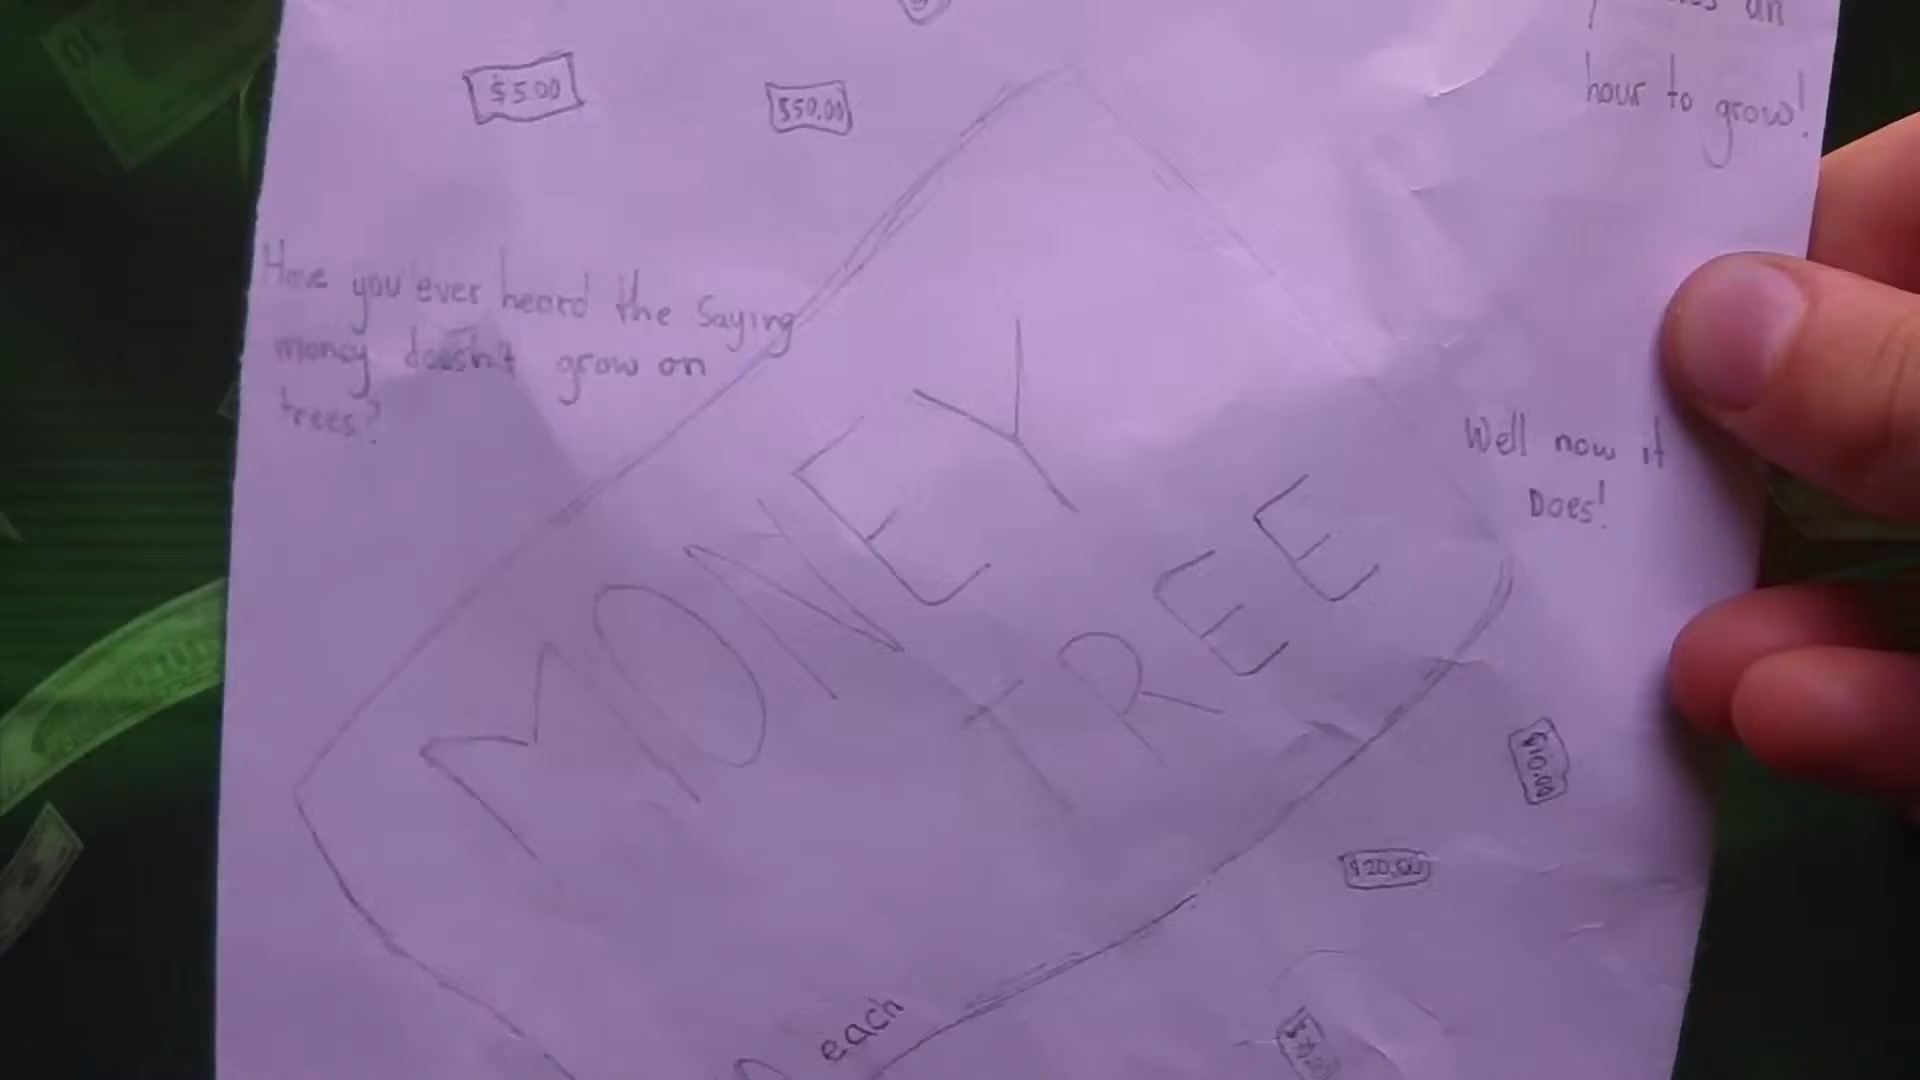 an
hour to grow!
$5.00
$50.00
Have you ever heard the Saying
money doesn't grow on
trees?
Well now it
Does!
MONEY
TREE
$10.00
$20.00
each